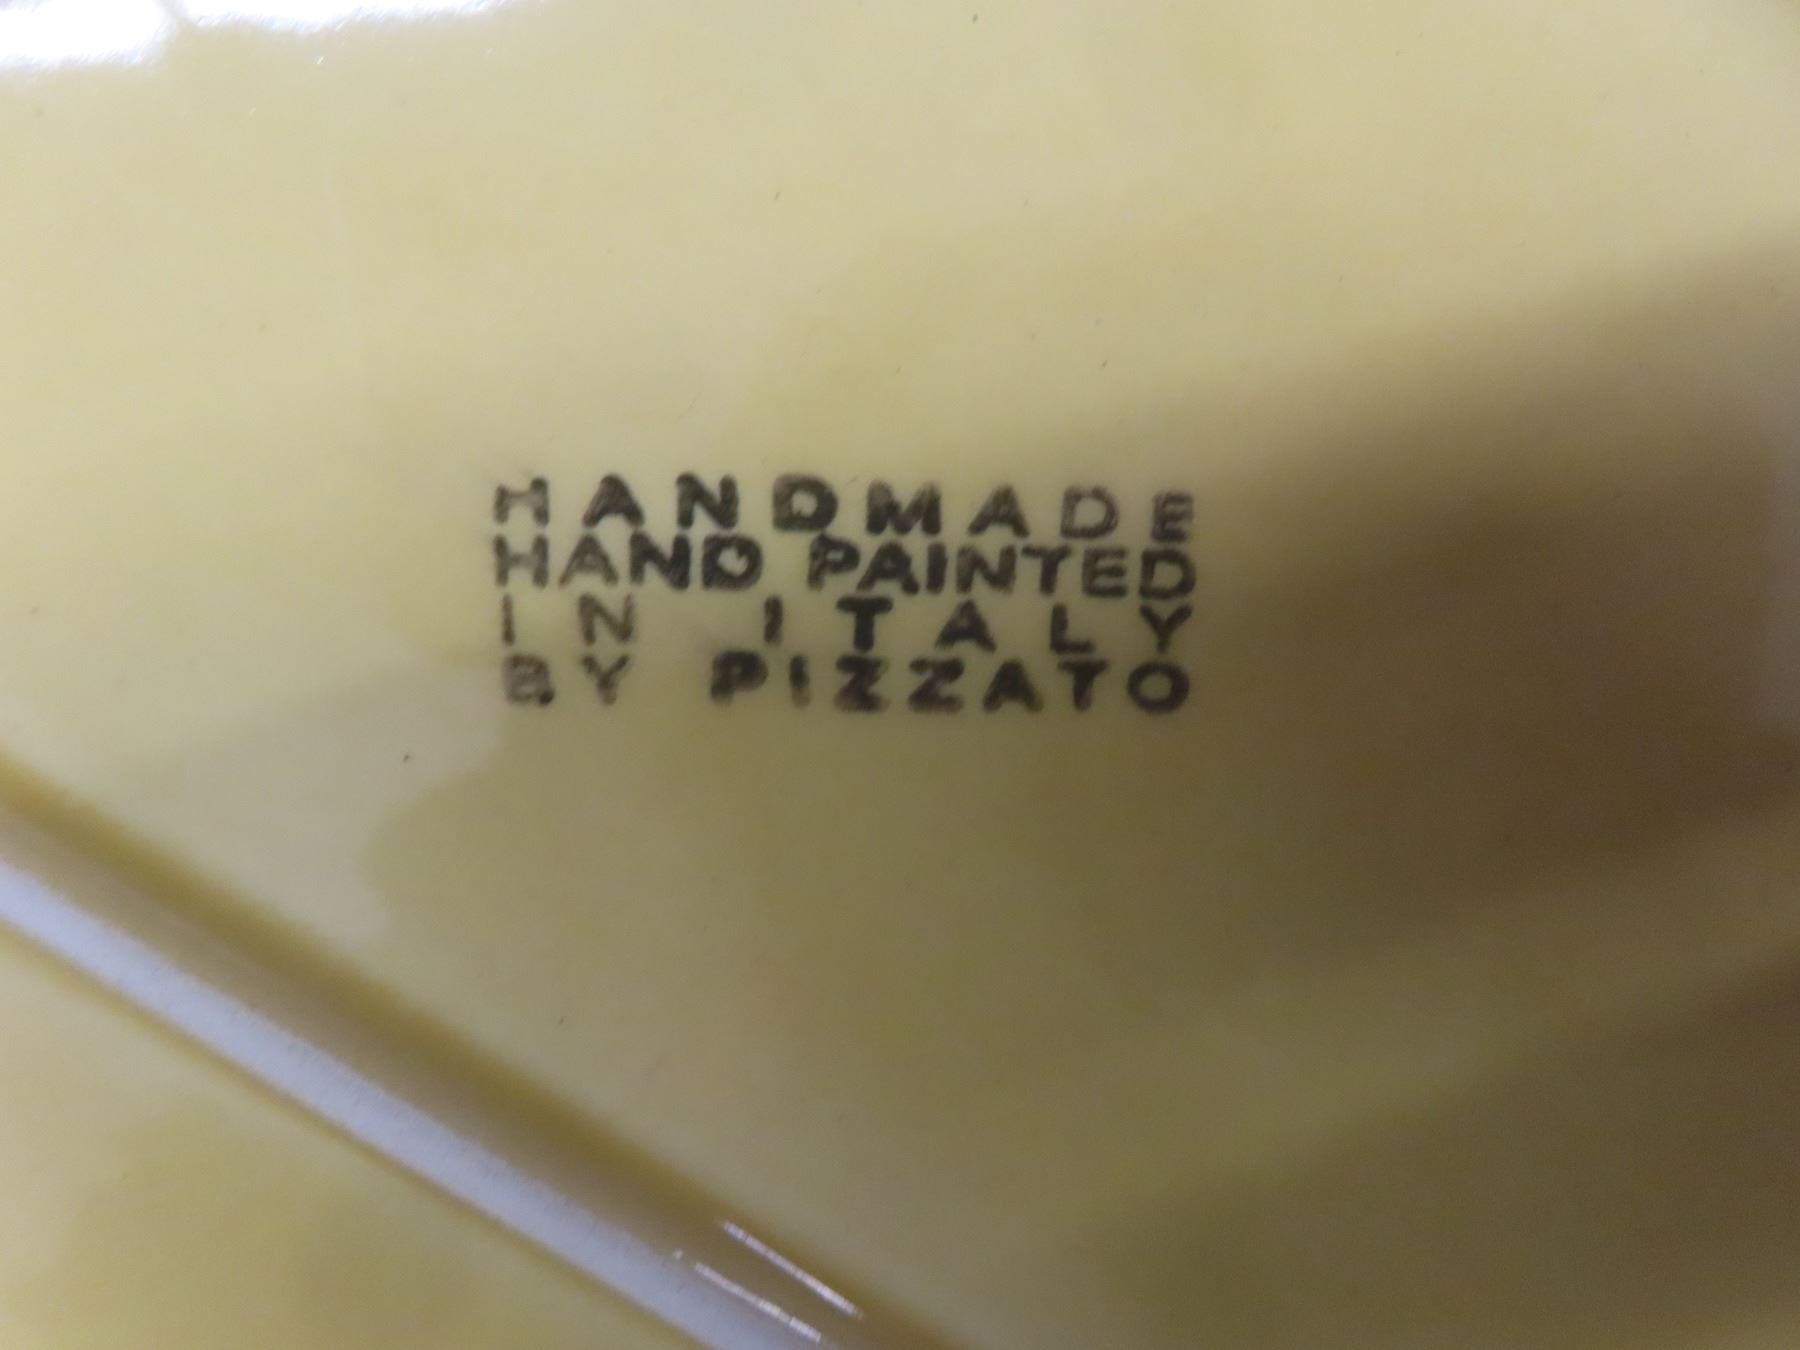 HANDMADE
HAND PAINTED
IN ITALY
BY PIZZATO